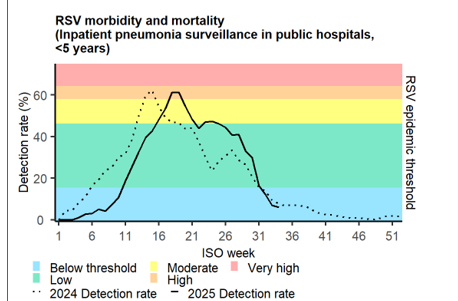 RSV morbidity and mortality
(Inpatient pneumonia surveillance in public hospitals,
<5 years)
Detection rate (%)
60
40
20
0
RSV epidemic threshold
1 6 11 16 21 26 31 36 41 46 51
ISO week
Below threshold Moderate Very high
Low High
2024 Detection rate 2025 Detection rate